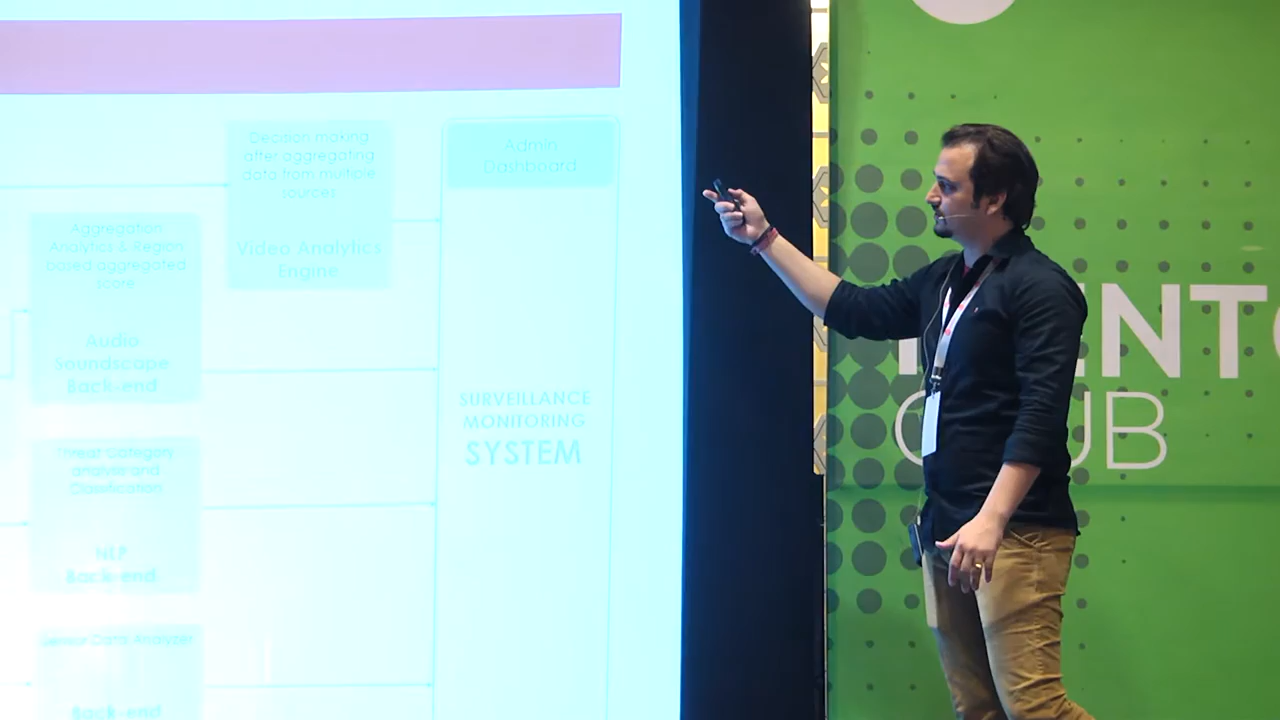 Decision making
after aggregating
data from multiple
sources
Video Analytics
Engine
Admin
Dashboard
Aggregation
Analytics & Region
based aggregated
score
Audio
Soundscape
Back-end
SURVEILLANCE
MONITORING
SYSTEM
Threat Category
analysis and
Classification
NLP
Back-end
Sensor Data Analyzer
Back-end
ENT
UB